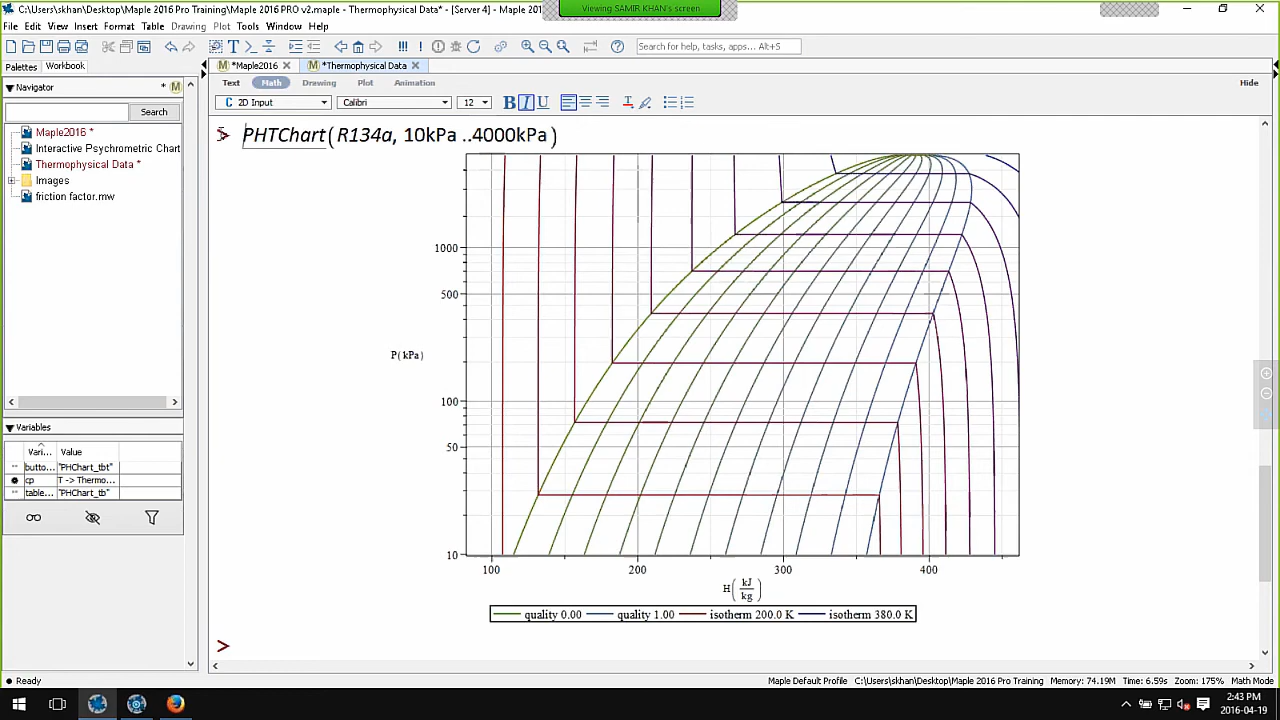 C:\Users\skhan\Desktop\Maple 2016 Pro Training\Maple 2016 PRO v2.maple - Thermophysical Data* - [Server 4] - Maple 201
Viewing SAMIR KHAN's screen
File Edit View Insert Format Table Drawing Plot Tools Window Help
Search for help, tasks, apps... Alt+S
Palettes Workbook
*Maple2016 *Thermophysical Data
Navigator *
Text Math Drawing Plot Animation Hide
2D Input Calibri 12 B I U
Search
Maple2016 *
Interactive Psychrometric Chart
Thermophysical Data *
Images
friction factor.mw
> PHTChart(R134a, 10kPa ..4000kPa)
1000
500
P(kPa)
100
50
10
100 200 300 400
H(kJ/kg)
quality 0.00 quality 1.00 isotherm 200.0 K isotherm 380.0 K
>
Variables
Vari... Value
butto... "PHChart_tbt"
cp T -> Thermo...
table... "PHChart_tb"
Ready
Maple Default Profile C:\Users\skhan\Desktop\Maple 2016 Pro Training Memory: 74.19M Time: 6.59s Zoom: 175% Math Mode
2:43 PM
2016-04-19